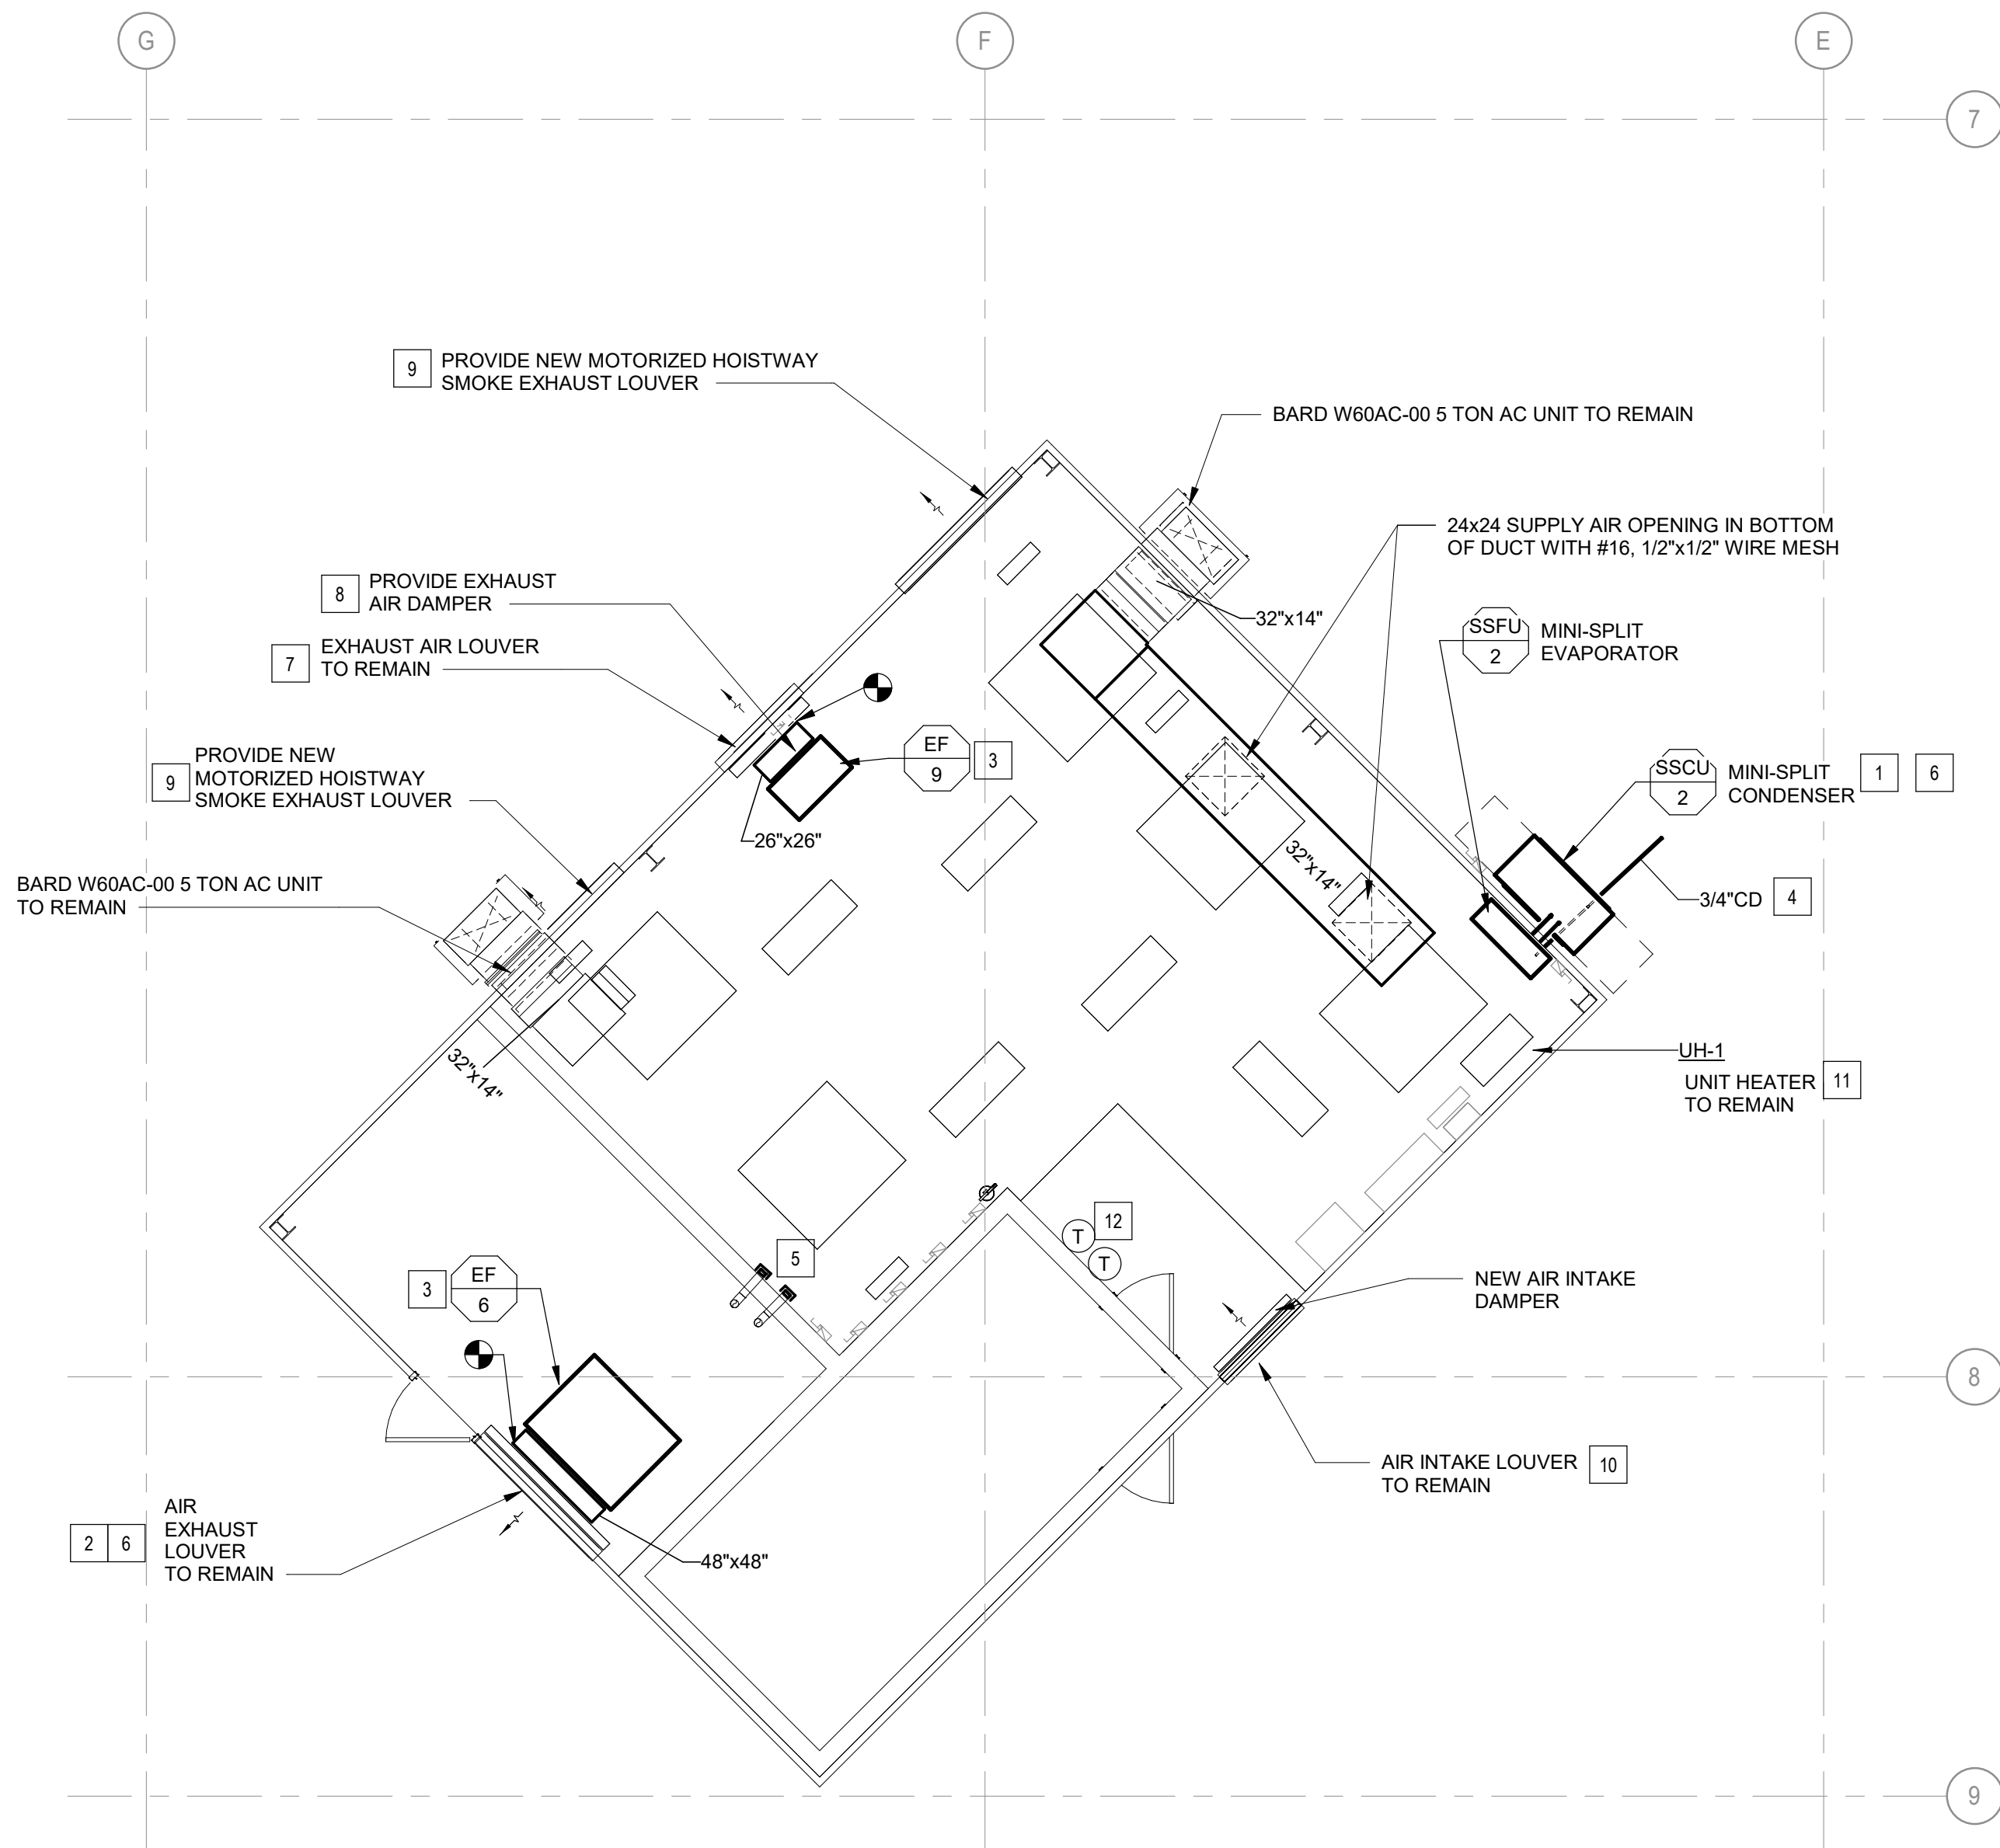 G
F
E
7
9
PROVIDE NEW MOTORIZED HOISTWAY
SMOKE EXHAUST LOUVER
BARD W60AC-00 5 TON AC UNIT TO REMAIN
24x24 SUPPLY AIR OPENING IN BOTTOM
OF DUCT WITH #16, 1/2"x1/2" WIRE MESH
8
PROVIDE EXHAUST
AIR DAMPER
32"x14"
SSFU
2
MINI-SPLIT
EVAPORATOR
7
EXHAUST AIR LOUVER
TO REMAIN
EF
9
3
9
PROVIDE NEW
MOTORIZED HOISTWAY
SMOKE EXHAUST LOUVER
SSCU
2
MINI-SPLIT
CONDENSER
1
6
26"x26"
32"x14"
BARD W60AC-00 5 TON AC UNIT
TO REMAIN
3/4"CD
4
32"x14"
UH-1
UNIT HEATER
TO REMAIN
11
12
T
T
5
3
EF
6
NEW AIR INTAKE
DAMPER
8
AIR INTAKE LOUVER
TO REMAIN
10
2
6
AIR
EXHAUST
LOUVER
TO REMAIN
48"x48"
9